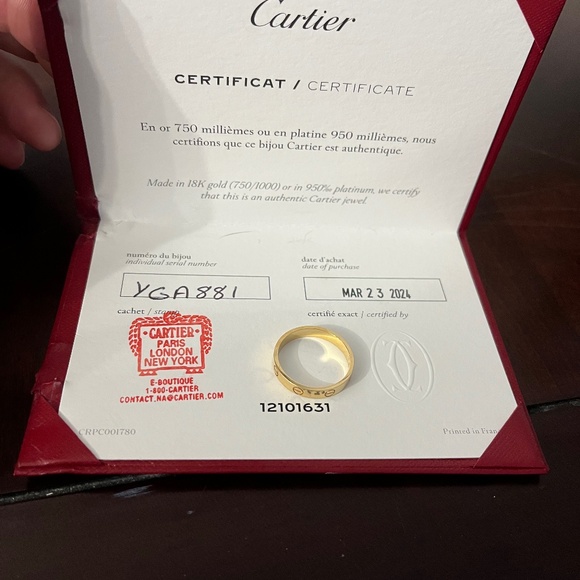 Cartier
CERTIFICAT / CERTIFICATE
En or 750 millièmes ou en platine 950 millièmes, nous
certifions que ce bijou Cartier est authentique.
Made in 18K gold (750/1000) or in 950‰ platinum, we certify
that this is an authentic Cartier jewel.
numéro du bijou
individual serial number
YGA881
date d'achat
date of purchase
MAR 23 2024
cachet / stamp
certifié exact / certified by
CARTIER
PARIS
LONDON
NEW YORK
E-BOUTIQUE
1-800-CARTIER
CONTACT.NA@CARTIER.COM
12101631
CRPC001780
Printed in